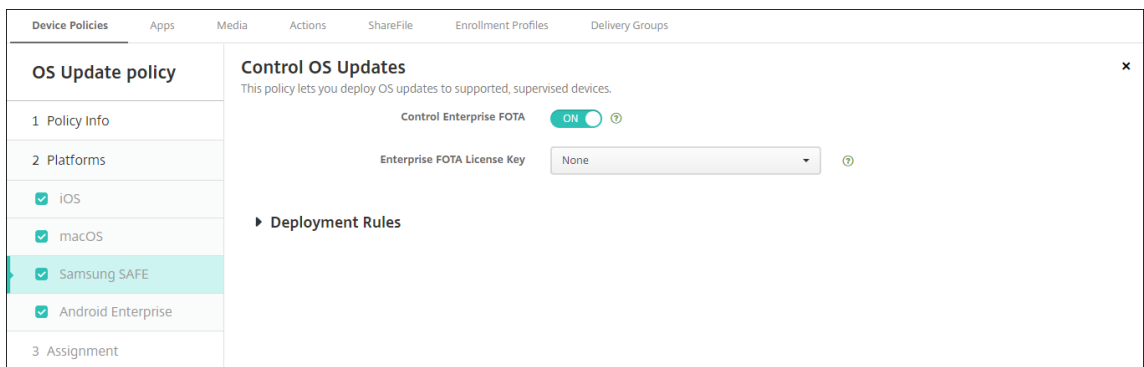 Device Policies Apps Media Actions ShareFile Enrollment Profiles Delivery Groups
OS Update policy
1 Policy Info
2 Platforms
iOS
macOS
Samsung SAFE
Android Enterprise
3 Assignment
Control OS Updates
This policy lets you deploy OS updates to supported, supervised devices.
Control Enterprise FOTA ON ?
Enterprise FOTA License Key None ?
Deployment Rules